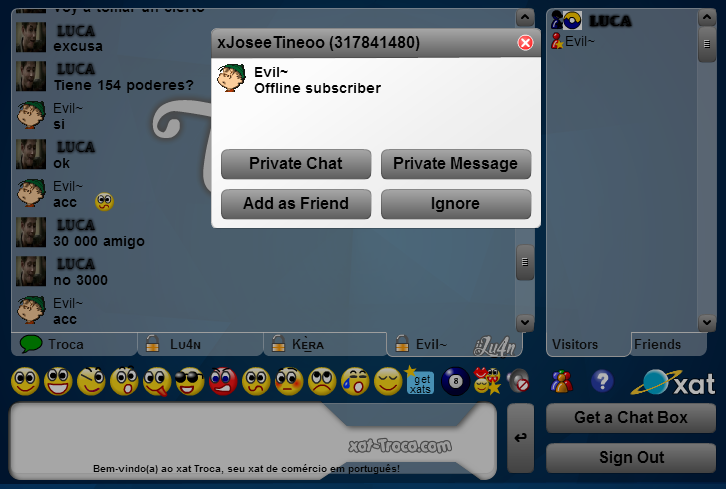 Voy a tomar un cierto
LUCA
excusa
LUCA
Tiene 154 poderes?
Evil~
si
LUCA
ok
Evil~
acc
LUCA
30 000 amigo
LUCA
no 3000
Evil~
acc
xJoseeTineoo (317841480)
Evil~
Offline subscriber
Private Chat
Private Message
Add as Friend
Ignore
LUCA
Evil~
Troca
Lu4n
Kera
Evil~
Lu4n
Visitors
Friends
get
xats
8
?
xat
xat-Troca.com
Bem-vindo(a) ao xat Troca, seu xat de comércio em português!
Get a Chat Box
Sign Out